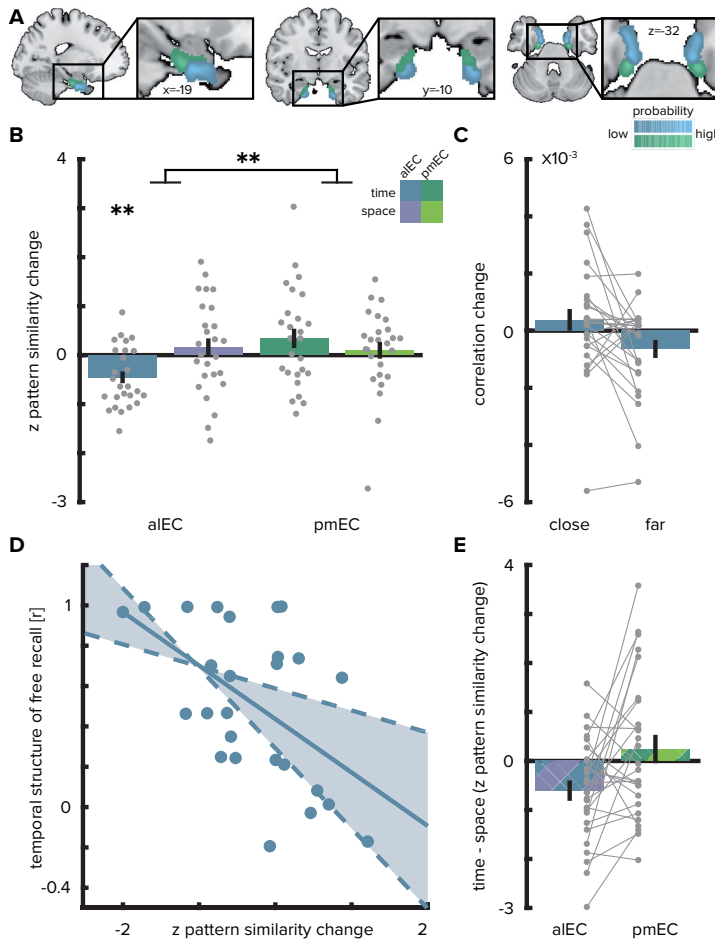 A
x=-19
y=-10
z=-32
probability
low
high
B
z pattern similarity change
4
0
-3
**
**
alEC
pmEC
time
space
alEC
pmEC
C
correlation change
6
x10-3
0
-6
close
far
D
temporal structure of free recall [r]
1
0
-0.4
-2
z pattern similarity change
2
E
time - space (z pattern similarity change)
4
0
-3
alEC
pmEC